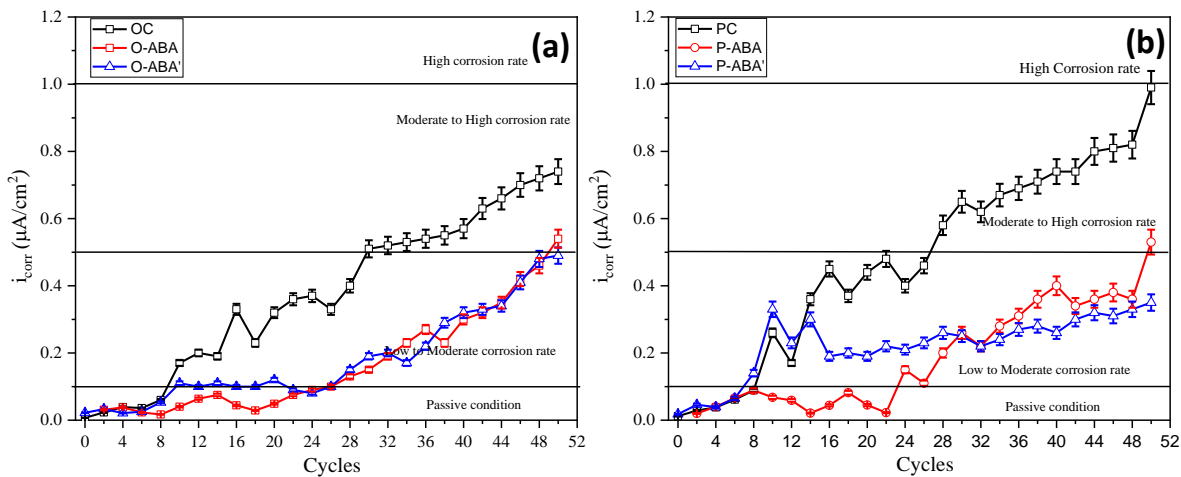 (a)
OC
O-ABA
O-ABA'
High corrosion rate
Moderate to High corrosion rate
Low to Moderate corrosion rate
Passive condition
i_corr (μA/cm²)
1.2
1.0
0.8
0.6
0.4
0.2
0.0
0 4 8 12 16 20 24 28 32 36 40 44 48 52
Cycles
(b)
PC
P-ABA
P-ABA'
High Corrosion rate
Moderate to High corrosion rate
Low to Moderate corrosion rate
Passive condition
i_corr (μA/cm²)
1.2
1.0
0.8
0.6
0.4
0.2
0.0
0 4 8 12 16 20 24 28 32 36 40 44 48 52
Cycles